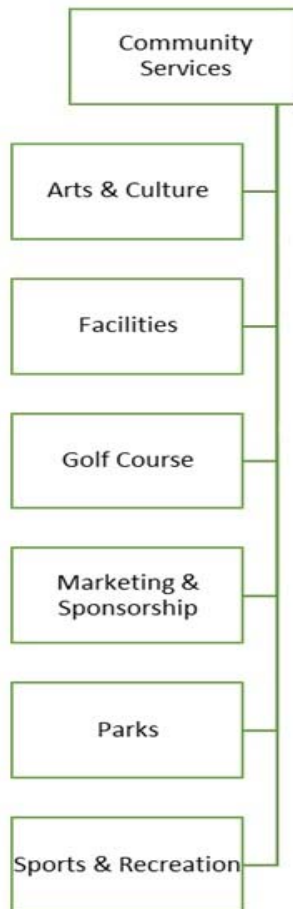 Community
Services
Arts & Culture
Facilities
Golf Course
Marketing &
Sponsorship
Parks
Sports & Recreation